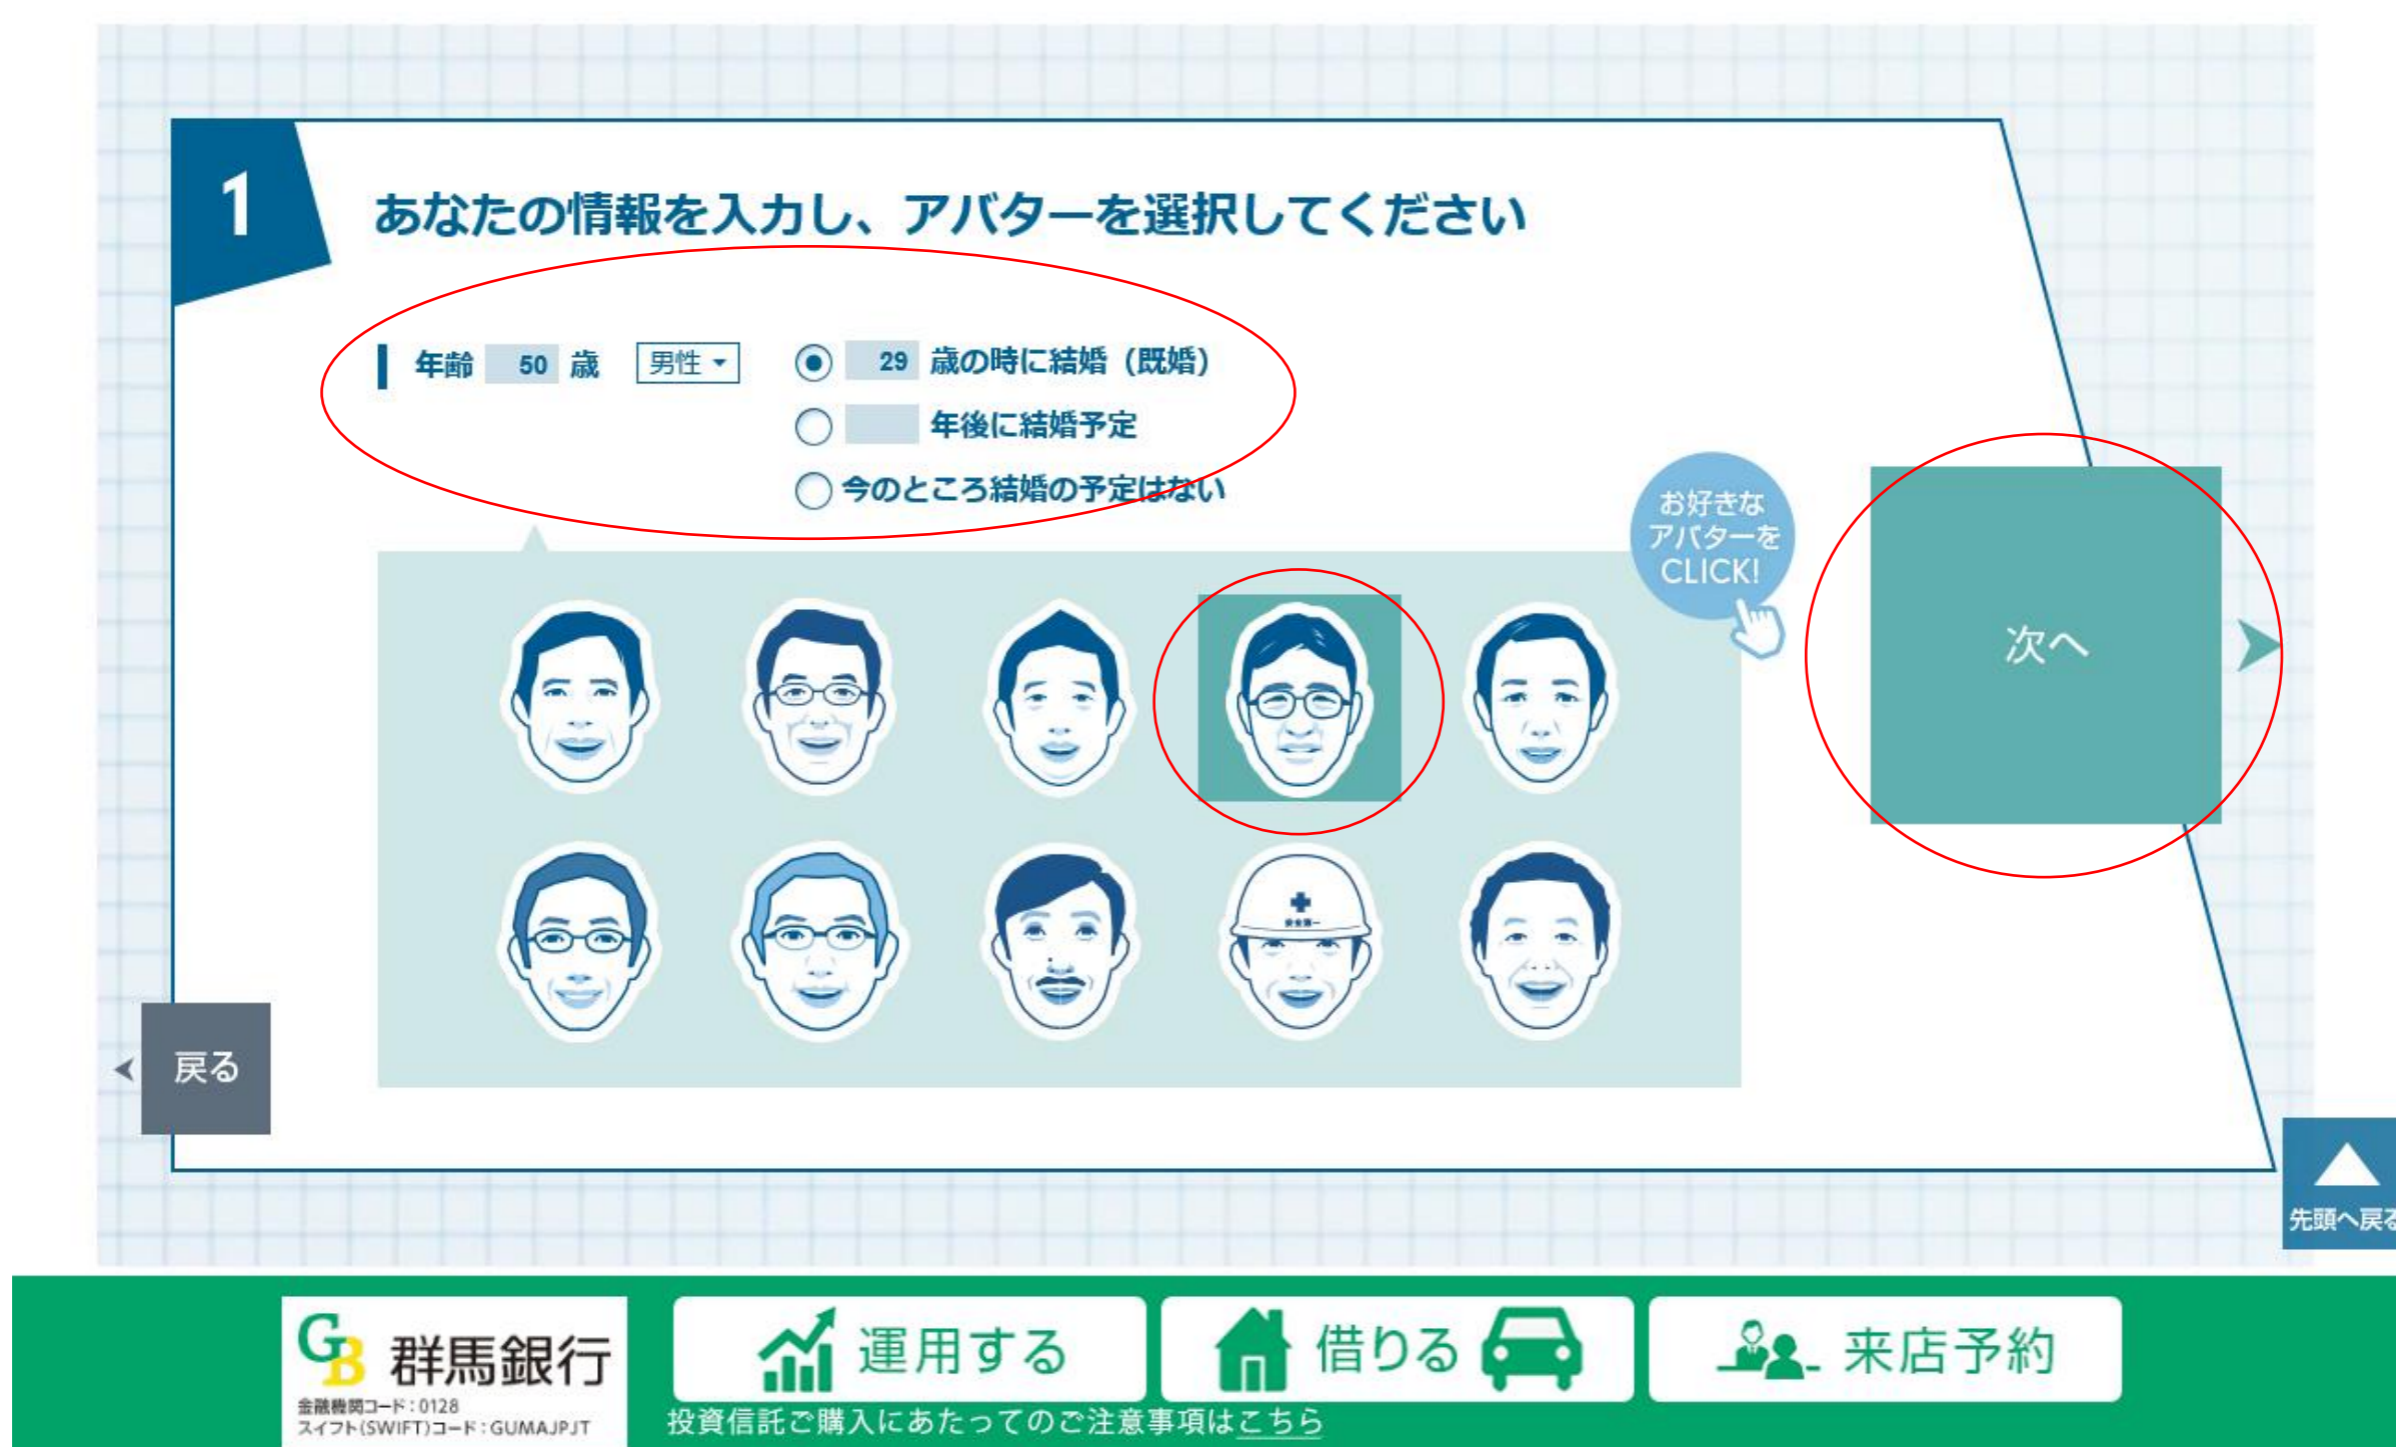 1
あなたの情報を入力し、アバターを選択してください
年齢 50 歳 男性 29 歳の時に結婚（既婚）
年後に結婚予定
今のところ結婚の予定はない
お好きな
アバターを
CLICK!
次へ
安全第一
戻る
先頭へ戻る
GB 群馬銀行
金融機関コード：0128
スイフト(SWIFT)コード：GUMAJPJT
運用する
借りる
来店予約
投資信託ご購入にあたってのご注意事項はこちら